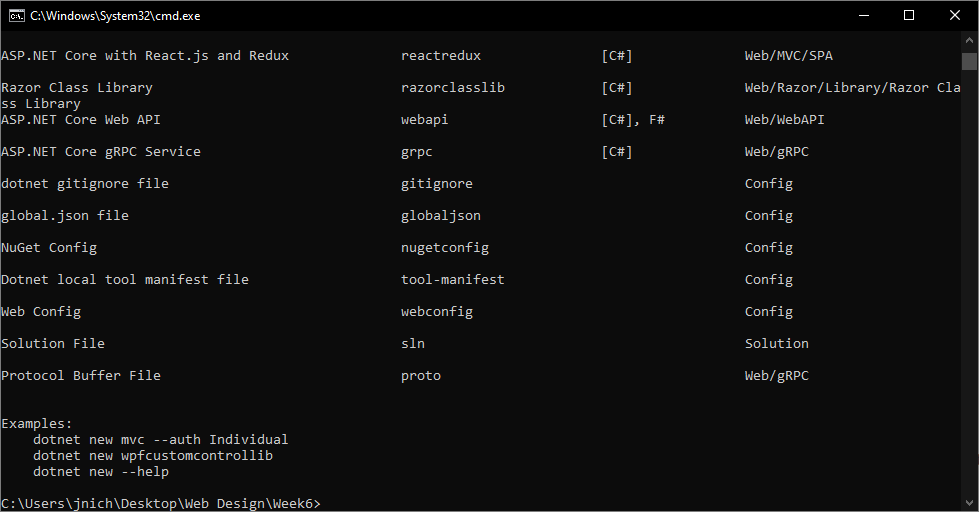 C:\Windows\System32\cmd.exe
ASP.NET Core with React.js and Redux reactredux [C#] Web/MVC/SPA
Razor Class Library razorclasslib [C#] Web/Razor/Library/Razor Cla
ss Library
ASP.NET Core Web API webapi [C#], F# Web/WebAPI
ASP.NET Core gRPC Service grpc [C#] Web/gRPC
dotnet gitignore file gitignore Config
global.json file globaljson Config
NuGet Config nugetconfig Config
Dotnet local tool manifest file tool-manifest Config
Web Config webconfig Config
Solution File sln Solution
Protocol Buffer File proto Web/gRPC
Examples:
dotnet new mvc --auth Individual
dotnet new wpfcustomcontrollib
dotnet new --help
C:\Users\jnich\Desktop\Web Design\Week6>